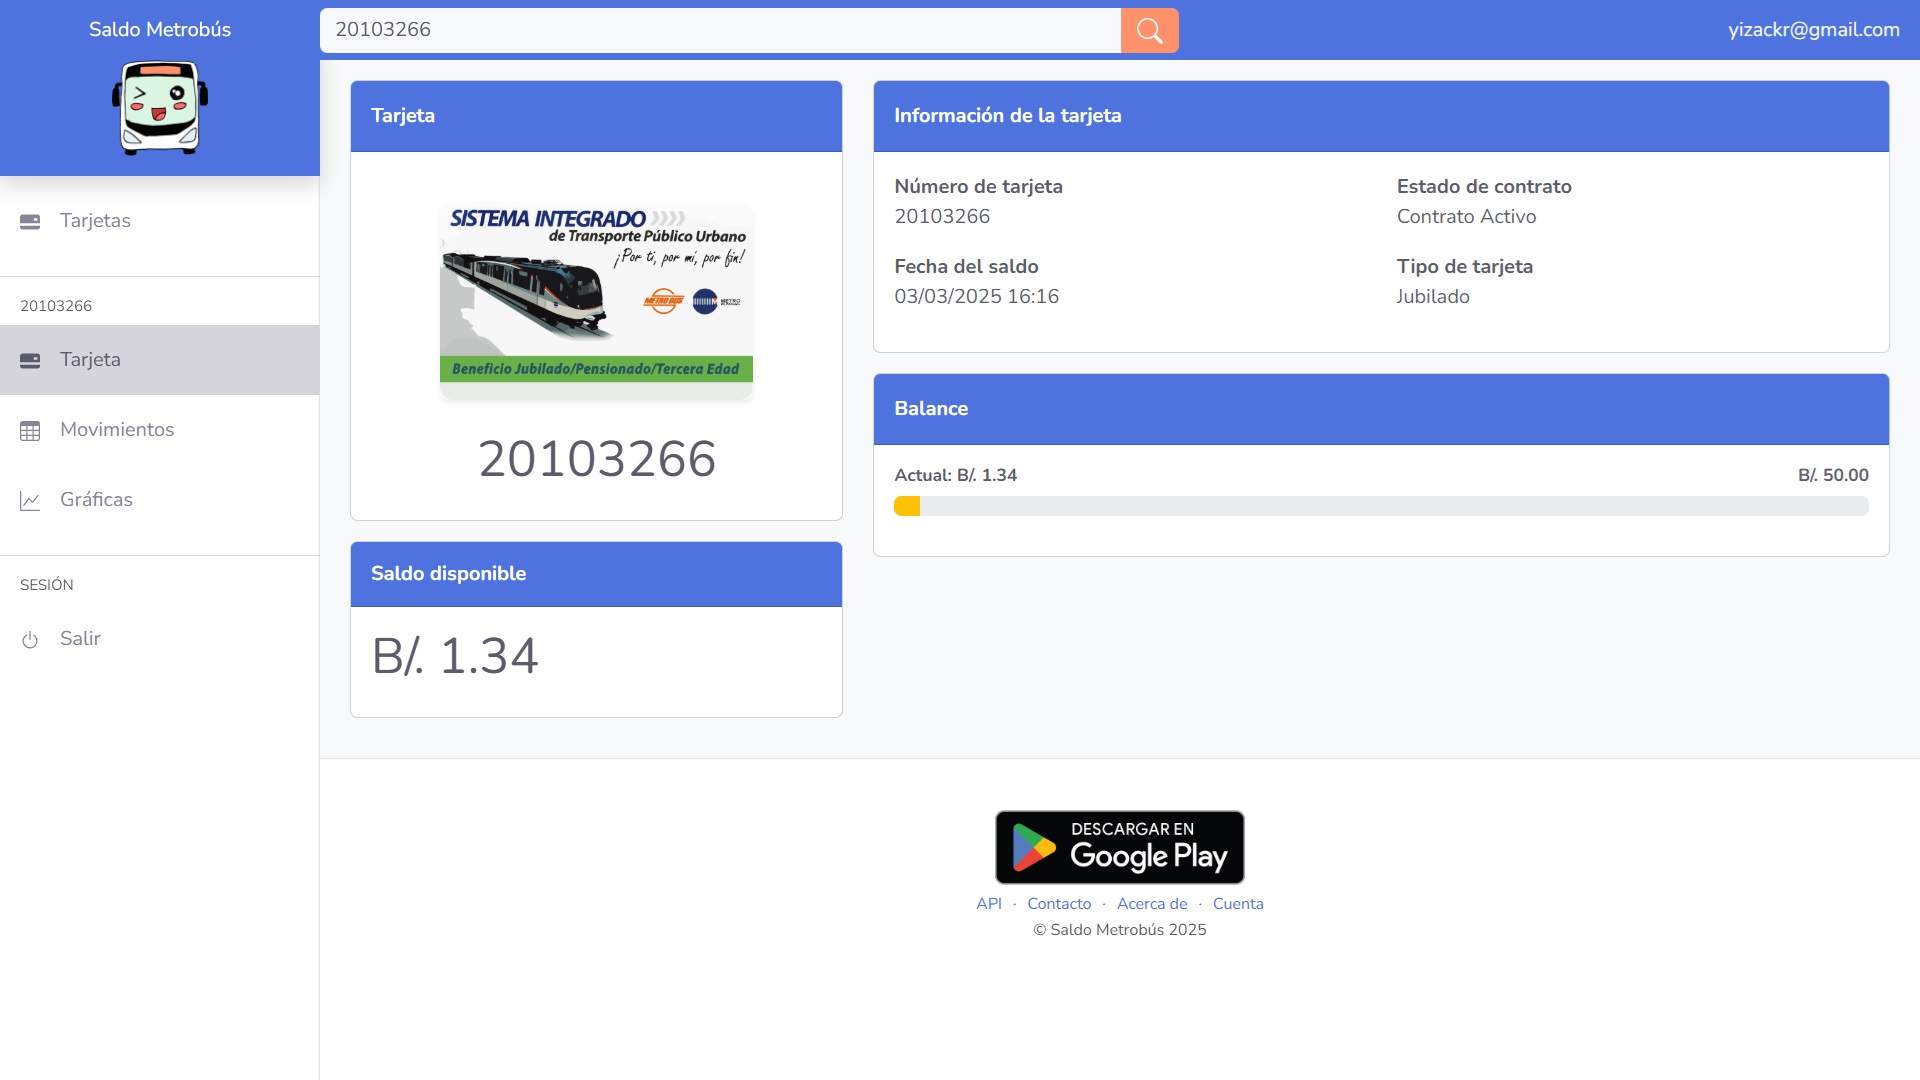 Saldo Metrobús
20103266
yizackr@gmail.com
Tarjetas
20103266
Tarjeta
Movimientos
Gráficas
SESIÓN
Salir
Tarjeta
SISTEMA INTEGRADO
de Transporte Público Urbano
¡Por ti, por mí, por fin!
METRO BUS
METRO
Beneficio Jubilado/Pensionado/Tercera Edad
20103266
Saldo disponible
B/. 1.34
Información de la tarjeta
Número de tarjeta
20103266
Estado de contrato
Contrato Activo
Fecha del saldo
03/03/2025 16:16
Tipo de tarjeta
Jubilado
Balance
Actual: B/. 1.34
B/. 50.00
DESCARGAR EN
Google Play
API · Contacto · Acerca de · Cuenta
© Saldo Metrobús 2025